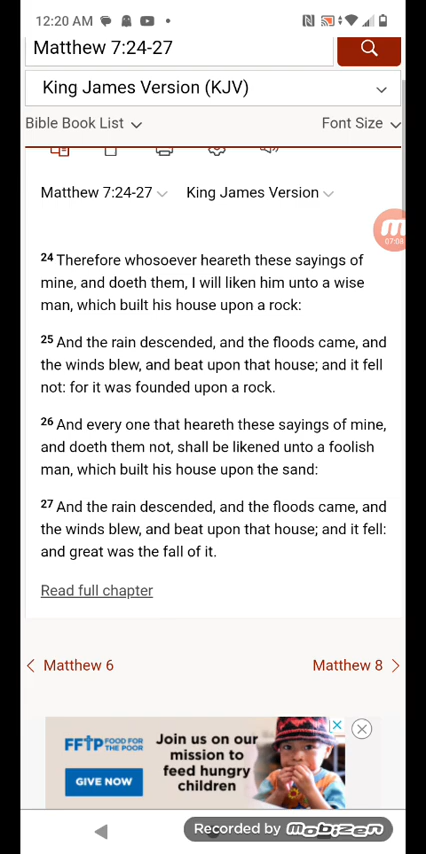 12:20 AM
Matthew 7:24-27
King James Version (KJV)
Bible Book List
Font Size
Matthew 7:24-27 King James Version
07:08
24 Therefore whosoever heareth these sayings of
mine, and doeth them, I will liken him unto a wise
man, which built his house upon a rock:
25 And the rain descended, and the floods came, and
the winds blew, and beat upon that house; and it fell
not: for it was founded upon a rock.
26 And every one that heareth these sayings of mine,
and doeth them not, shall be likened unto a foolish
man, which built his house upon the sand:
27 And the rain descended, and the floods came, and
the winds blew, and beat upon that house; and it fell:
and great was the fall of it.
Read full chapter
Matthew 6
Matthew 8
FFTP FOOD FOR THE POOR
Join us on our
mission to
feed hungry
children
GIVE NOW
Recorded by mobizen